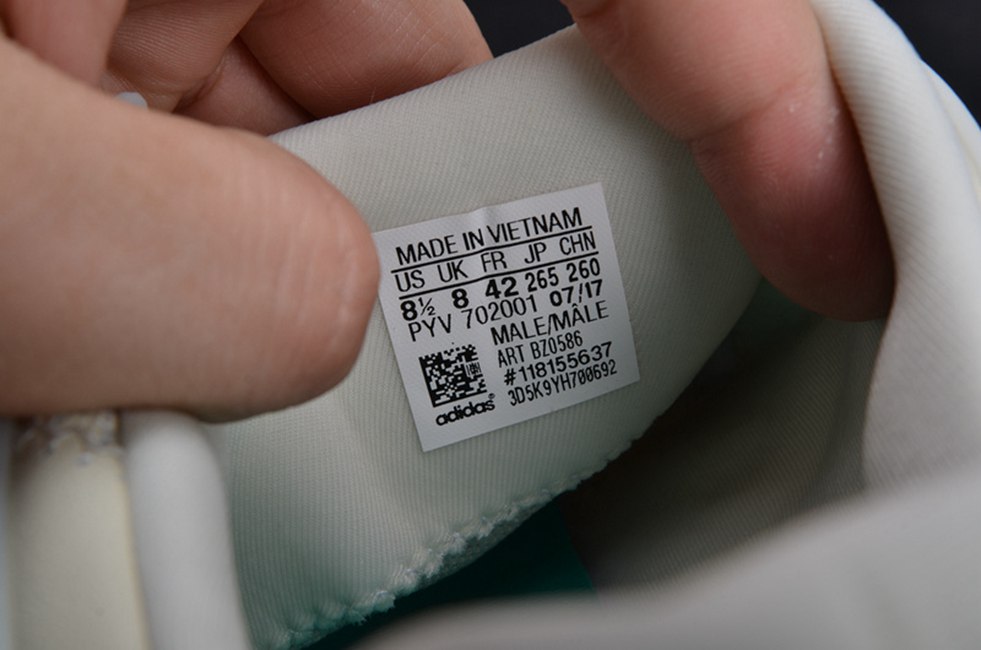 MADE IN VIETNAM
US UK FR JP CHN
8½ 8 42 265 260
PYV 702001 07/17
MALE/MÂLE
ART BZ0586
#118155637
3D5K9YH700692
adidas®